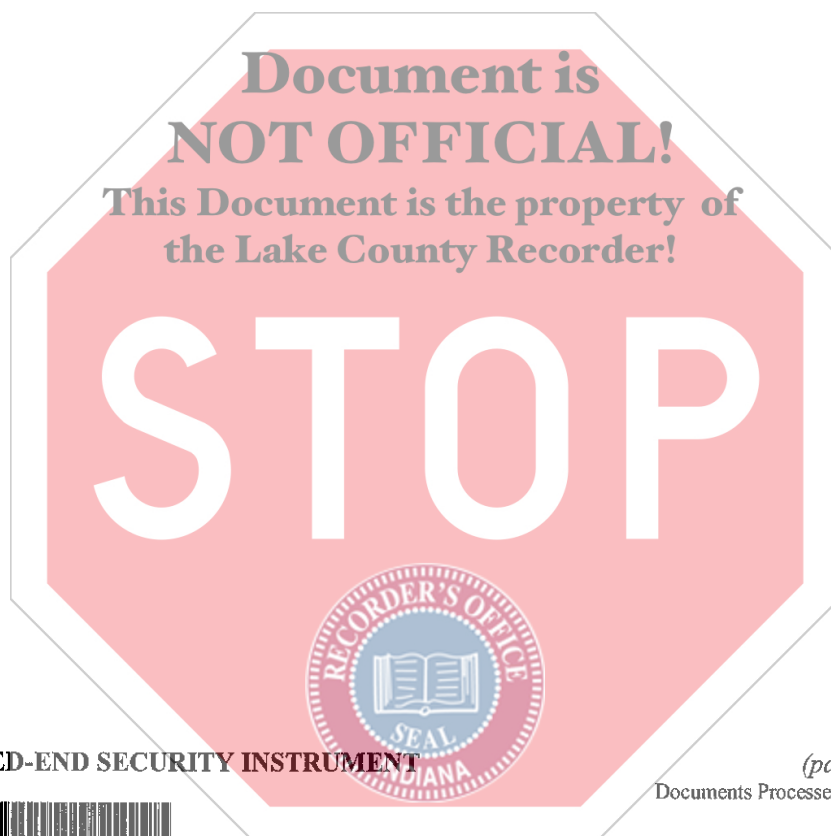 Document is
NOT OFFICIAL!
This Document is the property of
the Lake County Recorder!
STOP
RECORDER'S OFFICE
SEAL
INDIANA
ED-END SECURITY INSTRUMENT
Documents Processe